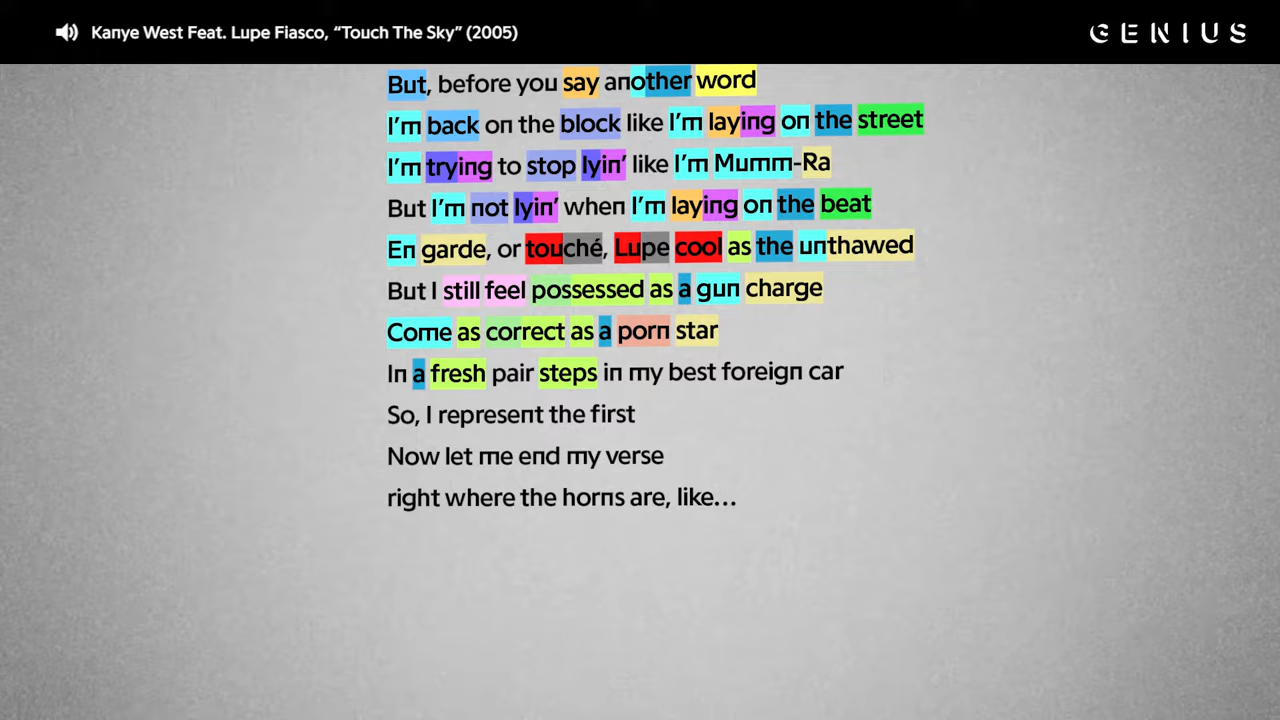 Kanye West Feat. Lupe Fiasco, “Touch The Sky” (2005)
GENIUS
But, before you say another word
I’m back on the block like I’m laying on the street
I’m trying to stop lyin’ like I’m Mumm-Ra
But I’m not lyin’ when I’m laying on the beat
En garde, or touché, Lupe cool as the unthawed
But I still feel possessed as a gun charge
Come as correct as a porn star
In a fresh pair steps in my best foreign car
So, I represent the first
Now let me end my verse
right where the horns are, like…